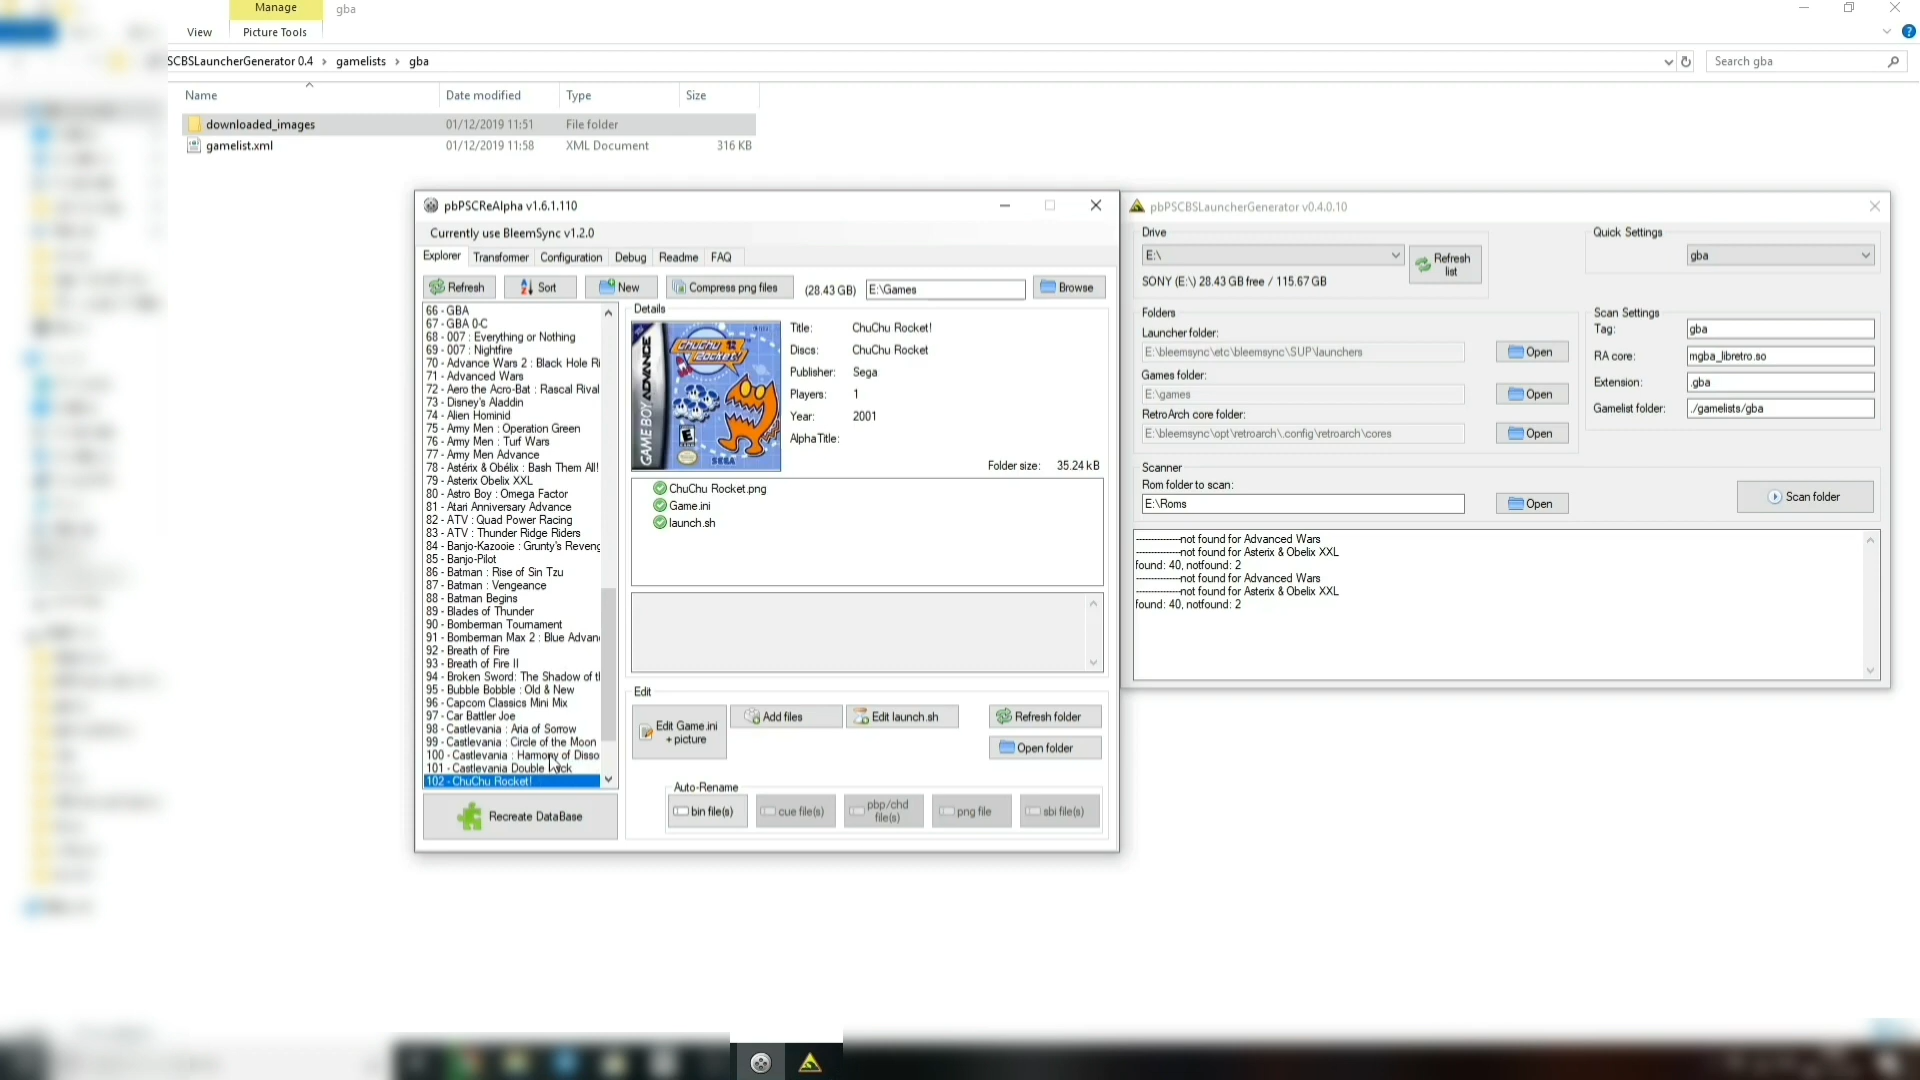 Manage
gba
View
Picture Tools
SCBSLauncherGenerator 0.4 › gamelists › gba
Search gba
Name
Date modified
Type
Size
downloaded_images
01/12/2019 11:51
File folder
gamelist.xml
01/12/2019 11:58
XML Document
316 KB
pbPSCReAlpha v1.6.1.110
Currently use BleemSync v1.2.0
Explorer
Transformer
Configuration
Debug
Readme
FAQ
Refresh
Sort
New
Compress png files
(28.43 GB)
E:\Games
Browse
66 - GBA
67 - GBA 0-C
68 - 007 : Everything or Nothing
69 - 007 : Nightfire
70 - Advance Wars 2 : Black Hole Ri
71 - Advanced Wars
72 - Aero the Acro-Bat : Rascal Rival
73 - Disney's Aladdin
74 - Alien Hominid
75 - Army Men : Operation Green
76 - Army Men : Turf Wars
77 - Army Men Advance
78 - Astérix & Obélix : Bash Them All!
79 - Asterix Obelix XXL
80 - Astro Boy : Omega Factor
81 - Atari Anniversary Advance
82 - ATV : Quad Power Racing
83 - ATV : Thunder Ridge Riders
84 - Banjo-Kazooie : Grunty's Reveng
85 - Banjo-Pilot
86 - Batman : Rise of Sin Tzu
87 - Batman : Vengeance
88 - Batman Begins
89 - Blades of Thunder
90 - Bomberman Tournament
91 - Bomberman Max 2 : Blue Advan
92 - Breath of Fire
93 - Breath of Fire II
94 - Broken Sword: The Shadow of t
95 - Bubble Bobble : Old & New
96 - Capcom Classics Mini Mix
97 - Car Battler Joe
98 - Castlevania : Aria of Sorrow
99 - Castlevania : Circle of the Moon
100 - Castlevania : Harmony of Disso
101 - Castlevania Double Pack
102 - ChuChu Rocket!
Recreate DataBase
Details
GAME BOY ADVANCE
CHUCHU ROCKET!
E
SEGA
Title: ChuChu Rocket!
Discs: ChuChu Rocket
Publisher: Sega
Players: 1
Year: 2001
AlphaTitle:
Folder size: 35.24 kB
ChuChu Rocket.png
Game.ini
launch.sh
Edit
Edit Game.ini
+ picture
Add files
Edit launch.sh
Refresh folder
Open folder
Auto-Rename
bin file(s)
cue file(s)
pbp/chd
file(s)
png file
sbi file(s)
pbPSCBSLauncherGenerator v0.4.0.10
Drive
E:\
Refresh
list
SONY (E:\) 28.43 GB free / 115.67 GB
Quick Settings
gba
Folders
Launcher folder:
E:\bleemsync\etc\bleemsync\SUP\launchers
Open
Games folder:
E:\games
Open
RetroArch core folder:
E:\bleemsync\opt\retroarch\.config\retroarch\cores
Open
Scan Settings
Tag: gba
RA core: mgba_libretro.so
Extension: .gba
Gamelist folder: ./gamelists/gba
Scanner
Rom folder to scan:
E:\Roms
Open
Scan folder
---------------not found for Advanced Wars
---------------not found for Asterix & Obelix XXL
found: 40, notfound: 2
---------------not found for Advanced Wars
---------------not found for Asterix & Obelix XXL
found: 40, notfound: 2